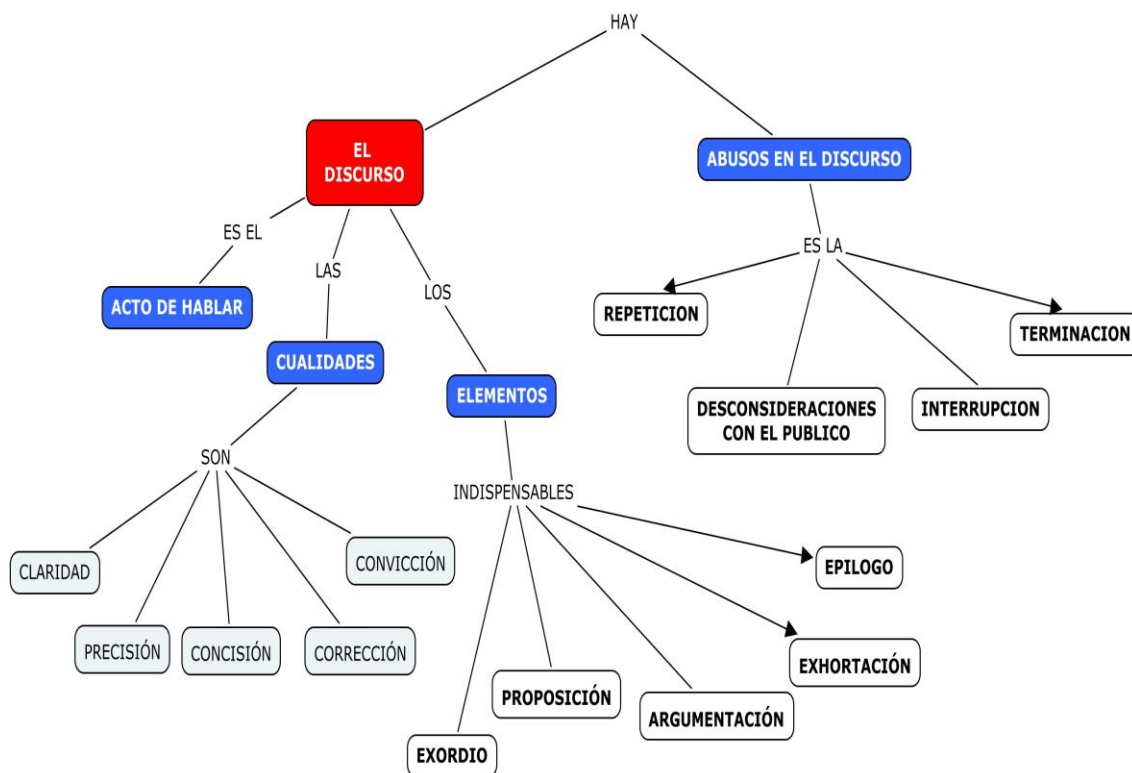 HAY
EL
DISCURSO
ABUSOS EN EL DISCURSO
ES EL
ES LA
LAS
LOS
ACTO DE HABLAR
REPETICION
TERMINACION
CUALIDADES
ELEMENTOS
DESCONSIDERACIONES
CON EL PUBLICO
INTERRUPCION
SON
INDISPENSABLES
CLARIDAD
CONVICCIÓN
EPILOGO
PRECISIÓN
CONCISIÓN
CORRECCIÓN
EXHORTACIÓN
PROPOSICIÓN
ARGUMENTACIÓN
EXORDIO